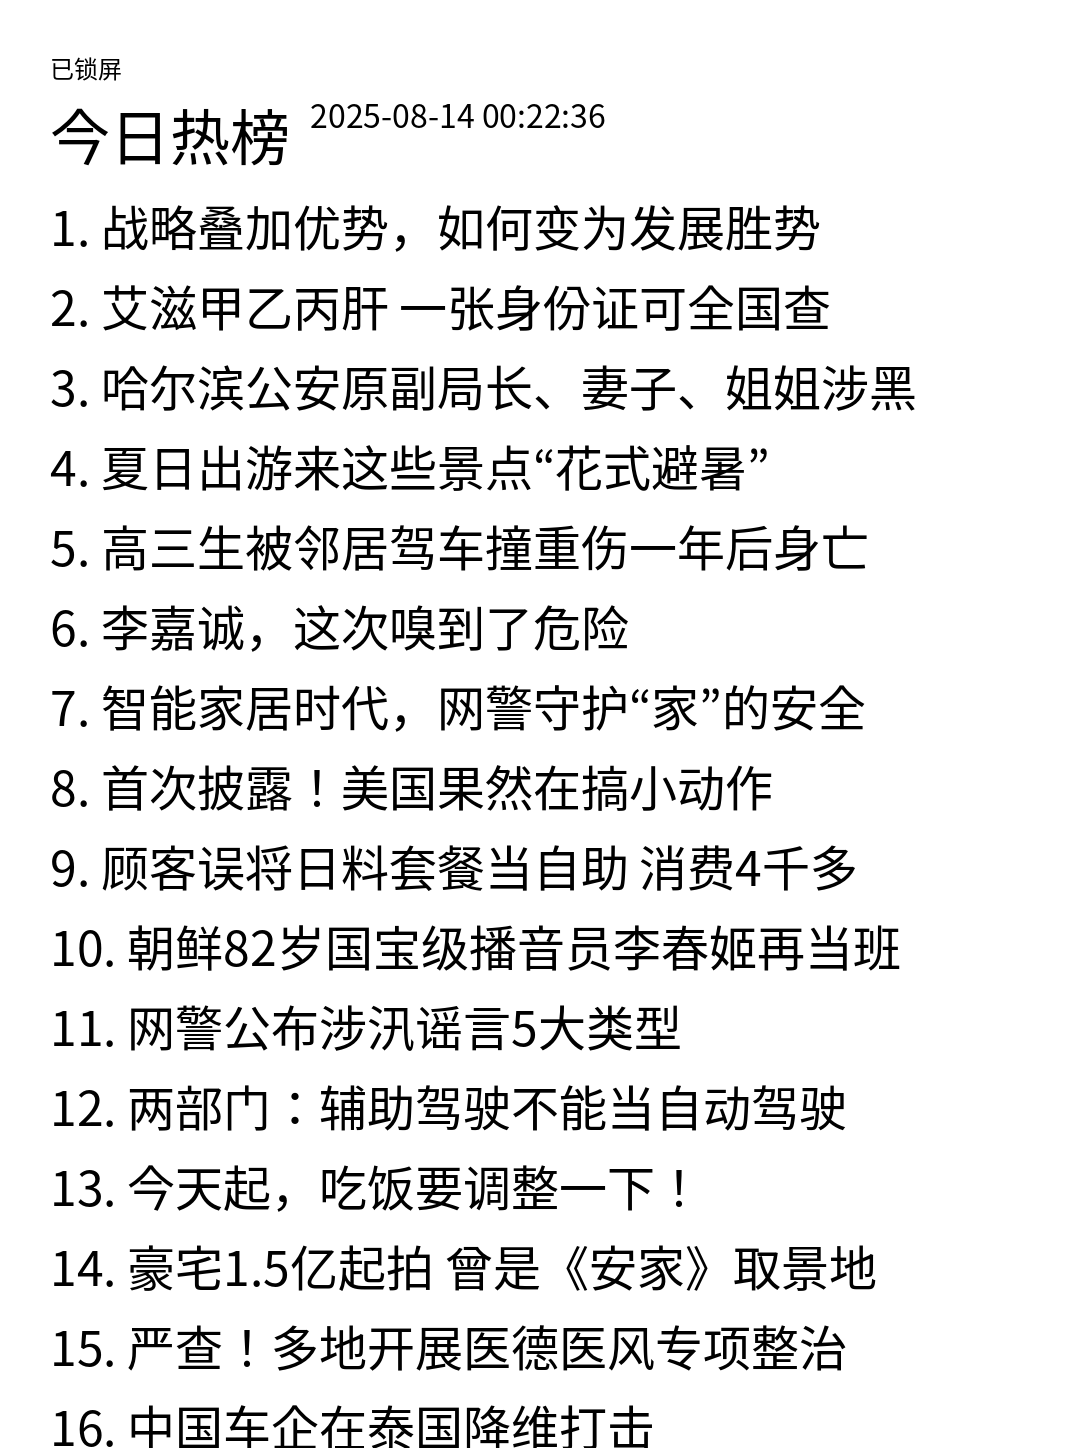 已锁屏
今日热榜 2025-08-14 00:22:36
1. 战略叠加优势，如何变为发展胜势
2. 艾滋甲乙丙肝 一张身份证可全国查
3. 哈尔滨公安原副局长、妻子、姐姐涉黑
4. 夏日出游来这些景点“花式避暑”
5. 高三生被邻居驾车撞重伤一年后身亡
6. 李嘉诚，这次嗅到了危险
7. 智能家居时代，网警守护“家”的安全
8. 首次披露！美国果然在搞小动作
9. 顾客误将日料套餐当自助 消费4千多
10. 朝鲜82岁国宝级播音员李春姬再当班
11. 网警公布涉汛谣言5大类型
12. 两部门：辅助驾驶不能当自动驾驶
13. 今天起，吃饭要调整一下！
14. 豪宅1.5亿起拍 曾是《安家》取景地
15. 严查！多地开展医德医风专项整治
16. 中国车企在泰国降维打击